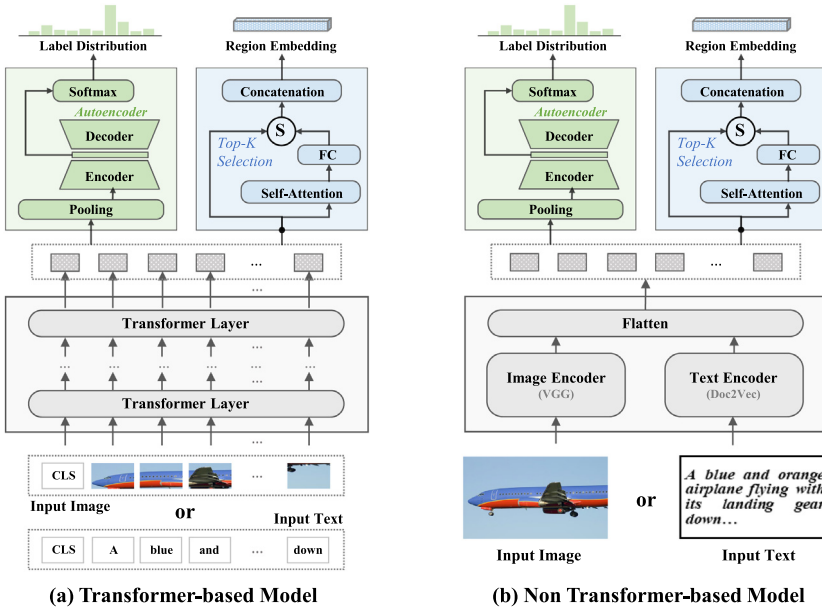 Label Distribution
Region Embedding
Softmax
Autoencoder
Decoder
Encoder
Pooling
Concatenation
S
Top-K
Selection
FC
Self-Attention
...
...
Transformer Layer
...
... ... ... ... ... ...
...
Transformer Layer
...
CLS
...
Input Image
or
Input Text
CLS
A
blue
and
...
down
(a) Transformer-based Model
Label Distribution
Region Embedding
Softmax
Autoencoder
Decoder
Encoder
Pooling
Concatenation
S
Top-K
Selection
FC
Self-Attention
...
Flatten
Image Encoder
(VGG)
Text Encoder
(Doc2Vec)
or
A blue and orange
airplane flying with
its landing gear
down...
Input Image
Input Text
(b) Non Transformer-based Model